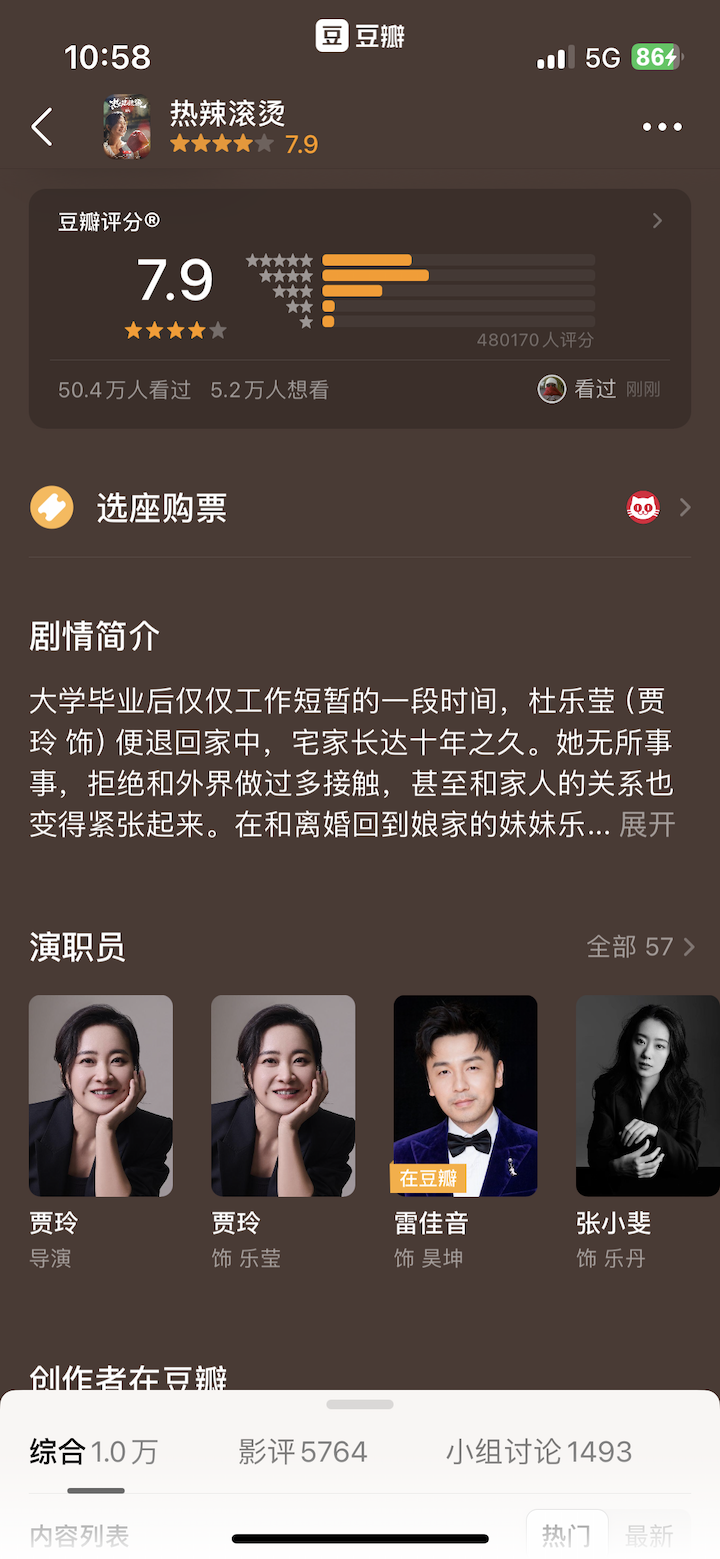 10:58
豆 豆瓣
5G 86
热辣滚烫
7.9
豆瓣评分®
7.9
480170人评分
50.4万人看过 5.2万人想看 看过 刚刚
选座购票
剧情简介
大学毕业后仅仅工作短暂的一段时间，杜乐莹（贾
玲 饰）便退回家中，宅家长达十年之久。她无所事
事，拒绝和外界做过多接触，甚至和家人的关系也
变得紧张起来。在和离婚回到娘家的妹妹乐... 展开
演职员 全部 57
在豆瓣
贾玲 贾玲 雷佳音 张小斐
导演 饰 乐莹 饰 昊坤 饰 乐丹
创作者在豆瓣
综合 1.0 万 影评 5764 小组讨论 1493
内容列表 热门 最新